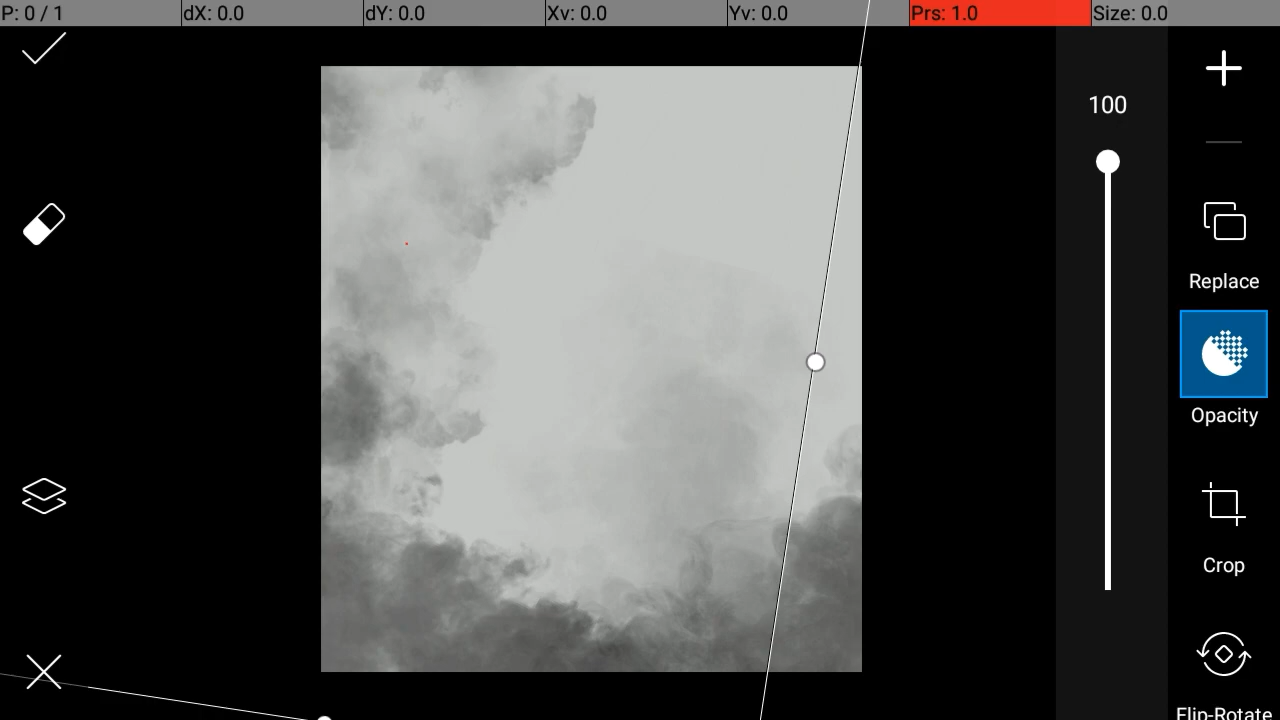 P: 0 / 1 dX: 0.0 dY: 0.0 Xv: 0.0 Yv: 0.0 Prs: 1.0 Size: 0.0
100
Replace
Opacity
Crop
Flip-Rotate